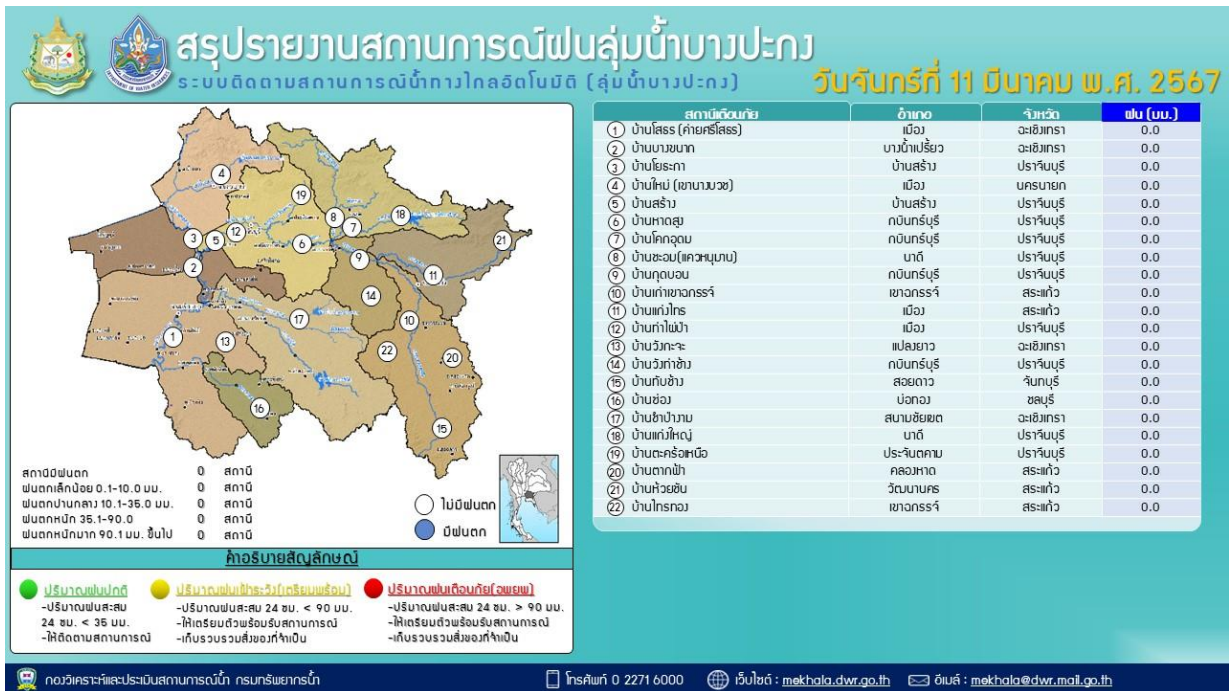 สรุปรายงานสถานการณ์ฝนลุ่มน้ำบางปะกง
ระบบติดตามสถานการณ์น้ำทางไกลอัตโนมัติ (ลุ่มน้ำบางปะกง)
วันจันทร์ที่ 11 มีนาคม พ.ศ. 2567
สถานีเตือนภัย อำเภอ จังหวัด ฝน (มม.)
1 บ้านโสธร (ค่ายศรีโสธร) เมือง ฉะเชิงเทรา 0.0
2 บ้านบางขนาก บางน้ำเปรี้ยว ฉะเชิงเทรา 0.0
3 บ้านโยธะกา บ้านสร้าง ปราจีนบุรี 0.0
4 บ้านใหม่ (เขานางบวช) เมือง นครนายก 0.0
5 บ้านสร้าง บ้านสร้าง ปราจีนบุรี 0.0
6 บ้านหาดสูง กบินทร์บุรี ปราจีนบุรี 0.0
7 บ้านโคกอุดม กบินทร์บุรี ปราจีนบุรี 0.0
8 บ้านชะอม(แควหนุมาน) นาดี ปราจีนบุรี 0.0
9 บ้านกุดบอน กบินทร์บุรี ปราจีนบุรี 0.0
10 บ้านเก่าเขาฉกรรจ์ เขาฉกรรจ์ สระแก้ว 0.0
11 บ้านแก่งไทร เมือง สระแก้ว 0.0
12 บ้านท่าไผ่ป่า เมือง ปราจีนบุรี 0.0
13 บ้านวังกะจะ แปลงยาว ฉะเชิงเทรา 0.0
14 บ้านวังท่าช้าง กบินทร์บุรี ปราจีนบุรี 0.0
15 บ้านทับช้าง สอยดาว จันทบุรี 0.0
16 บ้านช่อง บ่อทอง ชลบุรี 0.0
17 บ้านชำป่างาม สนามชัยเขต ฉะเชิงเทรา 0.0
18 บ้านแก่งใหญ่ นาดี ปราจีนบุรี 0.0
19 บ้านตะคร้อเหนือ ประจันตคาม ปราจีนบุรี 0.0
20 บ้านตากฟ้า คลองหาด สระแก้ว 0.0
21 บ้านห้วยชัน วัฒนานคร สระแก้ว 0.0
22 บ้านไทรทอง เขาฉกรรจ์ สระแก้ว 0.0
4
19
8
18
7
12
3
5
6
21
9
2
11
14
17
10
1
13
22
20
16
15
สถานีมีฝนตก 0 สถานี
ฝนตกเล็กน้อย 0.1-10.0 มม. 0 สถานี
ฝนตกปานกลาง 10.1-35.0 มม. 0 สถานี
ฝนตกหนัก 35.1-90.0 0 สถานี
ฝนตกหนักมาก 90.1 มม. ขึ้นไป 0 สถานี
ไม่มีฝนตก
มีฝนตก
คำอธิบายสัญลักษณ์
ปริมาณฝนปกติ
-ปริมาณฝนสะสม
24 ชม. < 35 มม.
-ให้ติดตามสถานการณ์
ปริมาณฝนเฝ้าระวัง(เตรียมพร้อม)
-ปริมาณฝนสะสม 24 ชม. < 90 มม.
-ให้เตรียมตัวพร้อมรับสถานการณ์
-เก็บรวบรวมสิ่งของที่จำเป็น
ปริมาณฝนเตือนภัย(อพยพ)
-ปริมาณฝนสะสม 24 ชม. > 90 มม.
-ให้เตรียมตัวพร้อมรับสถานการณ์
-เก็บรวบรวมสิ่งของที่จำเป็น
กองวิเคราะห์และประเมินสถานการณ์น้ำ กรมทรัพยากรน้ำ
โทรศัพท์ 0 2271 6000
เว็บไซต์ : mekhala.dwr.go.th
อีเมล์ : mekhala@dwr.mail.go.th